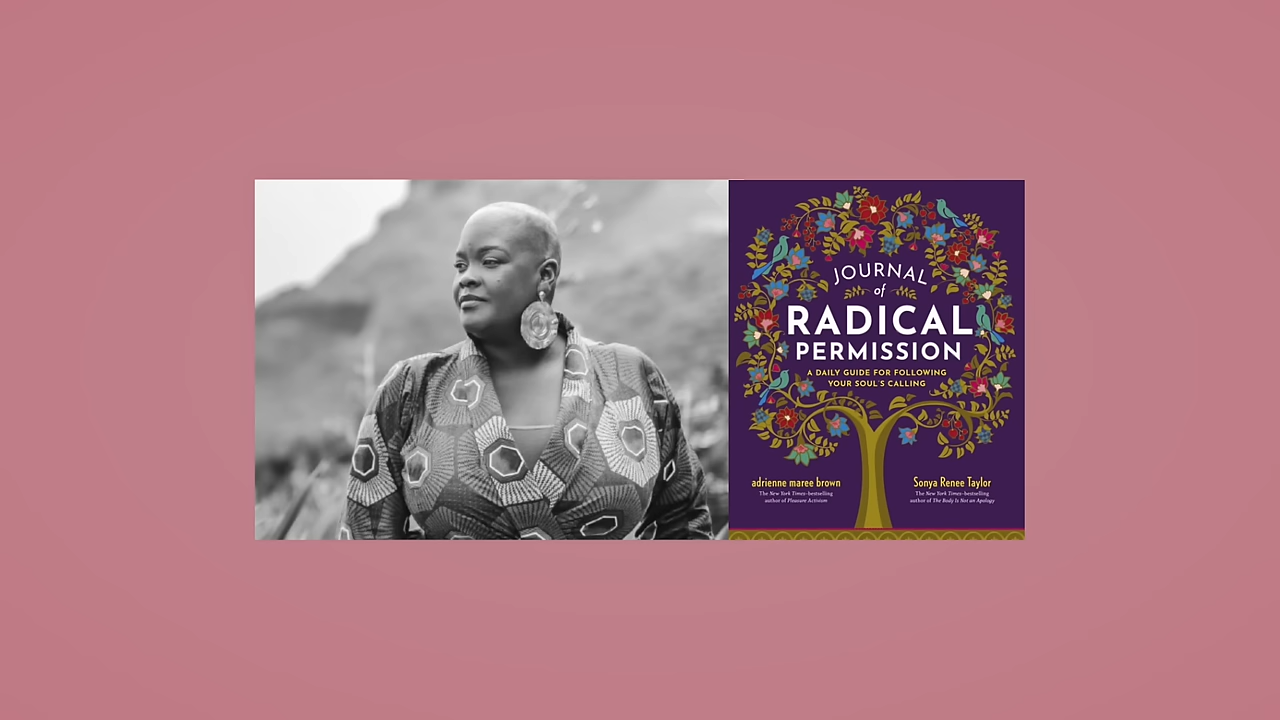 JOURNAL
of
RADICAL
PERMISSION
A DAILY GUIDE FOR FOLLOWING
YOUR SOUL'S CALLING
adrienne maree brown
The New York Times–bestselling
author of Pleasure Activism
Sonya Renee Taylor
The New York Times–bestselling
author of The Body Is Not an Apology